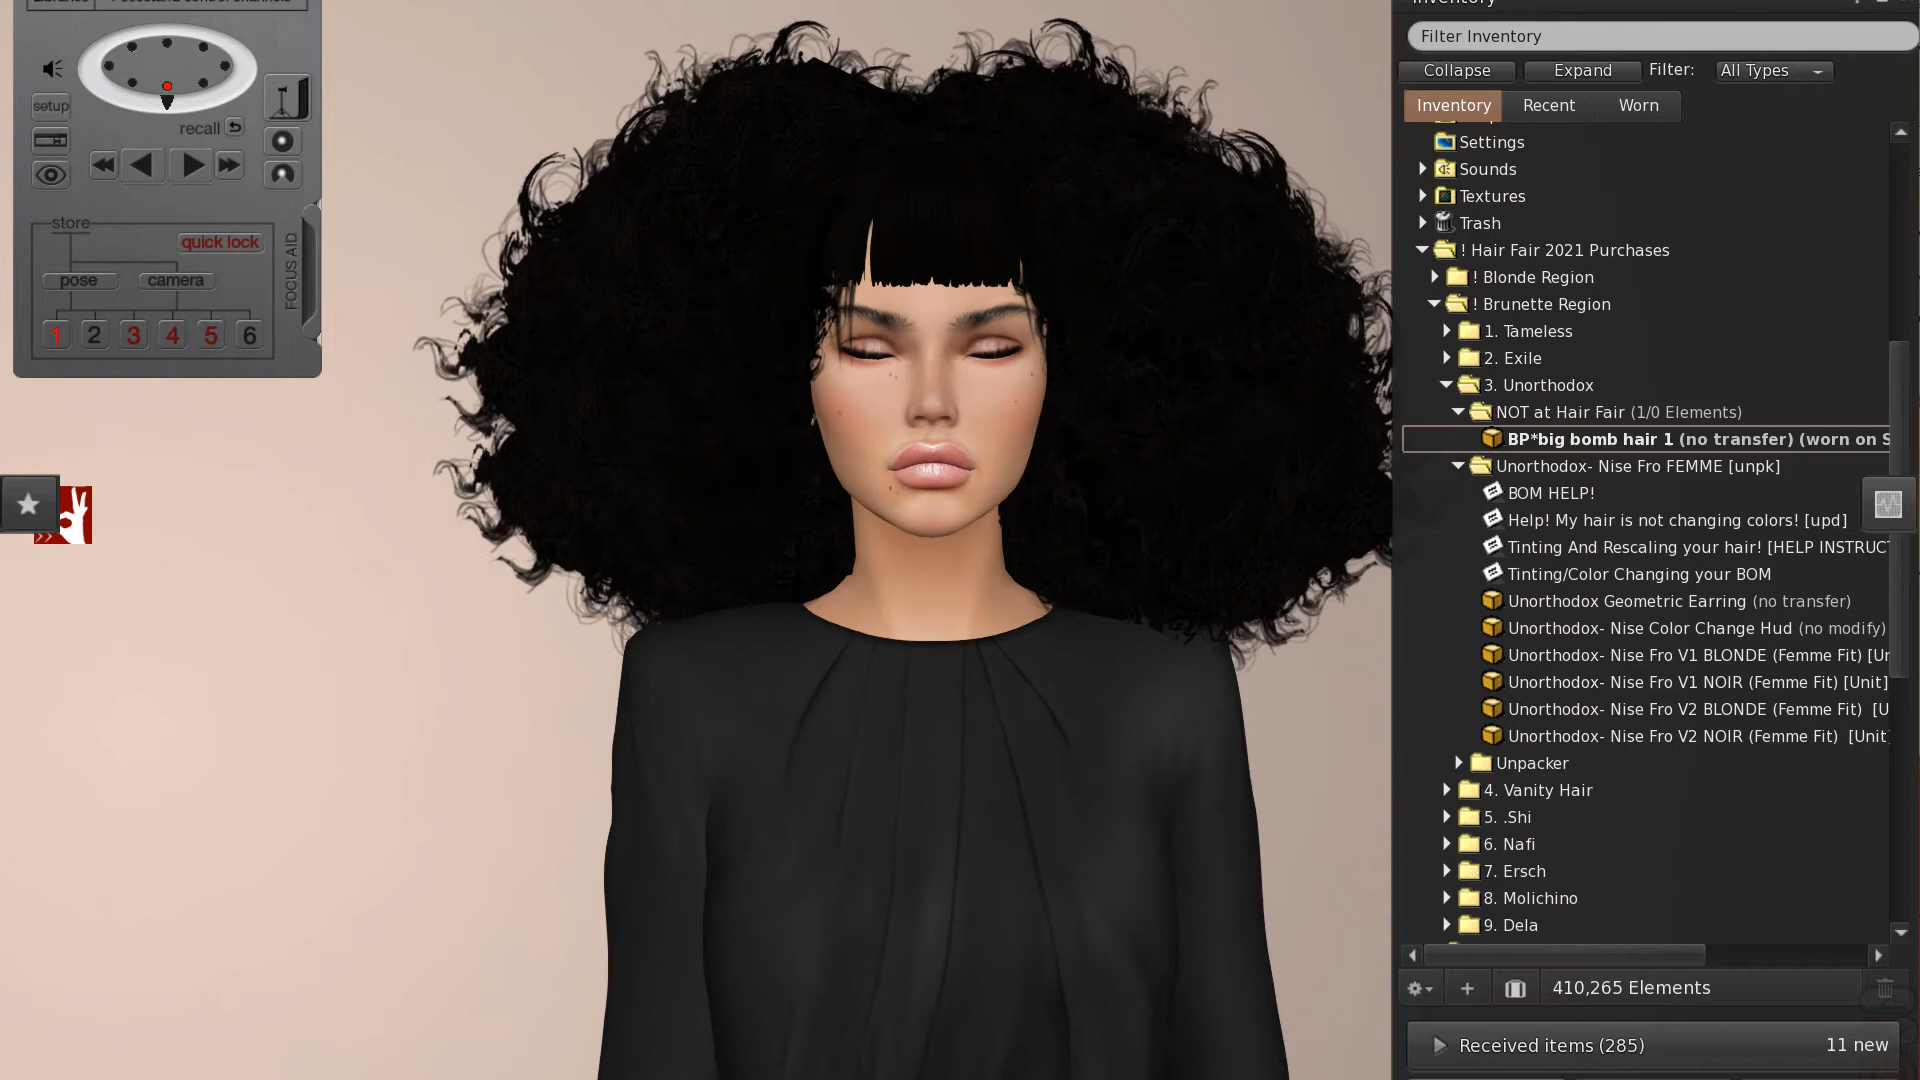 setup
recall
store
quick lock
pose
camera
FOCUS AID
1 2 3 4 5 6
Inventory
Filter Inventory
Collapse Expand Filter: All Types
Inventory Recent Worn
Settings
Sounds
Textures
Trash
! Hair Fair 2021 Purchases
! Blonde Region
! Brunette Region
1. Tameless
2. Exile
3. Unorthodox
NOT at Hair Fair (1/0 Elements)
BP*big bomb hair 1 (no transfer) (worn on S
Unorthodox- Nise Fro FEMME [unpk]
BOM HELP!
Help! My hair is not changing colors! [upd]
Tinting And Rescaling your hair! [HELP INSTRUCT
Tinting/Color Changing your BOM
Unorthodox Geometric Earring (no transfer)
Unorthodox- Nise Color Change Hud (no modify)
Unorthodox- Nise Fro V1 BLONDE (Femme Fit) [Un
Unorthodox- Nise Fro V1 NOIR (Femme Fit) [Unit]
Unorthodox- Nise Fro V2 BLONDE (Femme Fit) [U
Unorthodox- Nise Fro V2 NOIR (Femme Fit) [Unit]
Unpacker
4. Vanity Hair
5. .Shi
6. Nafi
7. Ersch
8. Molichino
9. Dela
410,265 Elements
Received items (285) 11 new